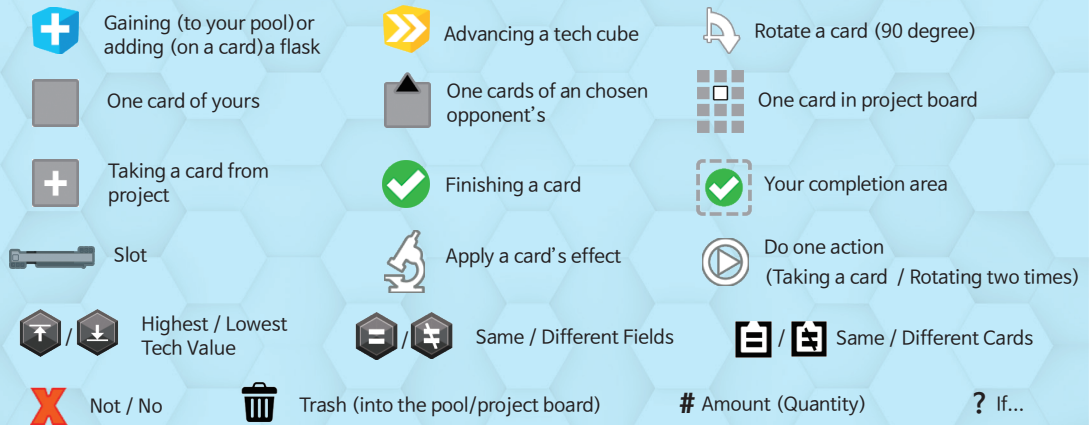 Gaining (to your pool) or
adding (on a card) a flask
Advancing a tech cube
Rotate a card (90 degree)
One card of yours
One cards of an chosen
opponent's
One card in project board
Taking a card from
project
Finishing a card
Your completion area
Slot
Apply a card's effect
Do one action
(Taking a card / Rotating two times)
/
Highest / Lowest
Tech Value
/
Same / Different Fields
/
Same / Different Cards
Not / No
Trash (into the pool/project board)
# Amount (Quantity)
? If...